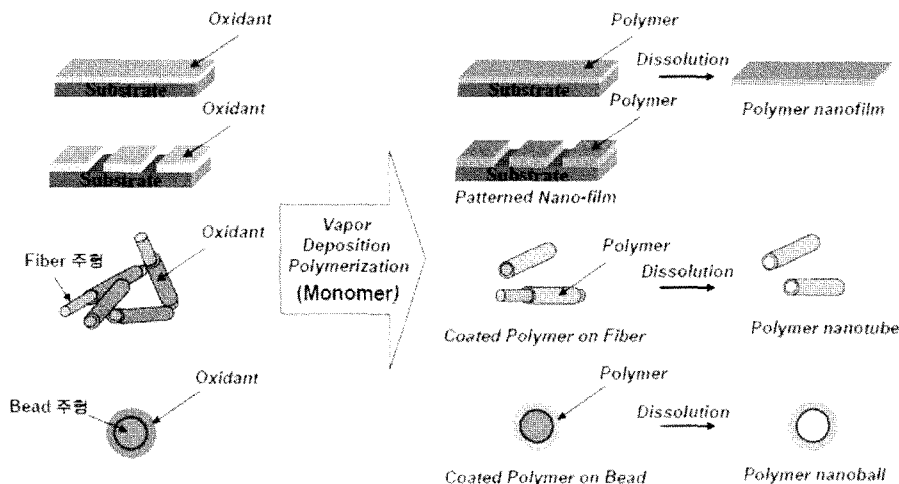 Oxidant
Substrate
Oxidant
Substrate
Fiber 주형
Oxidant
Bead 주형
Oxidant
Vapor
Deposition
Polymerization
(Monomer)
Polymer
Substrate
Dissolution
Polymer nanofilm
Polymer
Substrate
Patterned Nano-film
Polymer
Dissolution
Coated Polymer on Fiber
Polymer nanotube
Polymer
Dissolution
Coated Polymer on Bead
Polymer nanoball